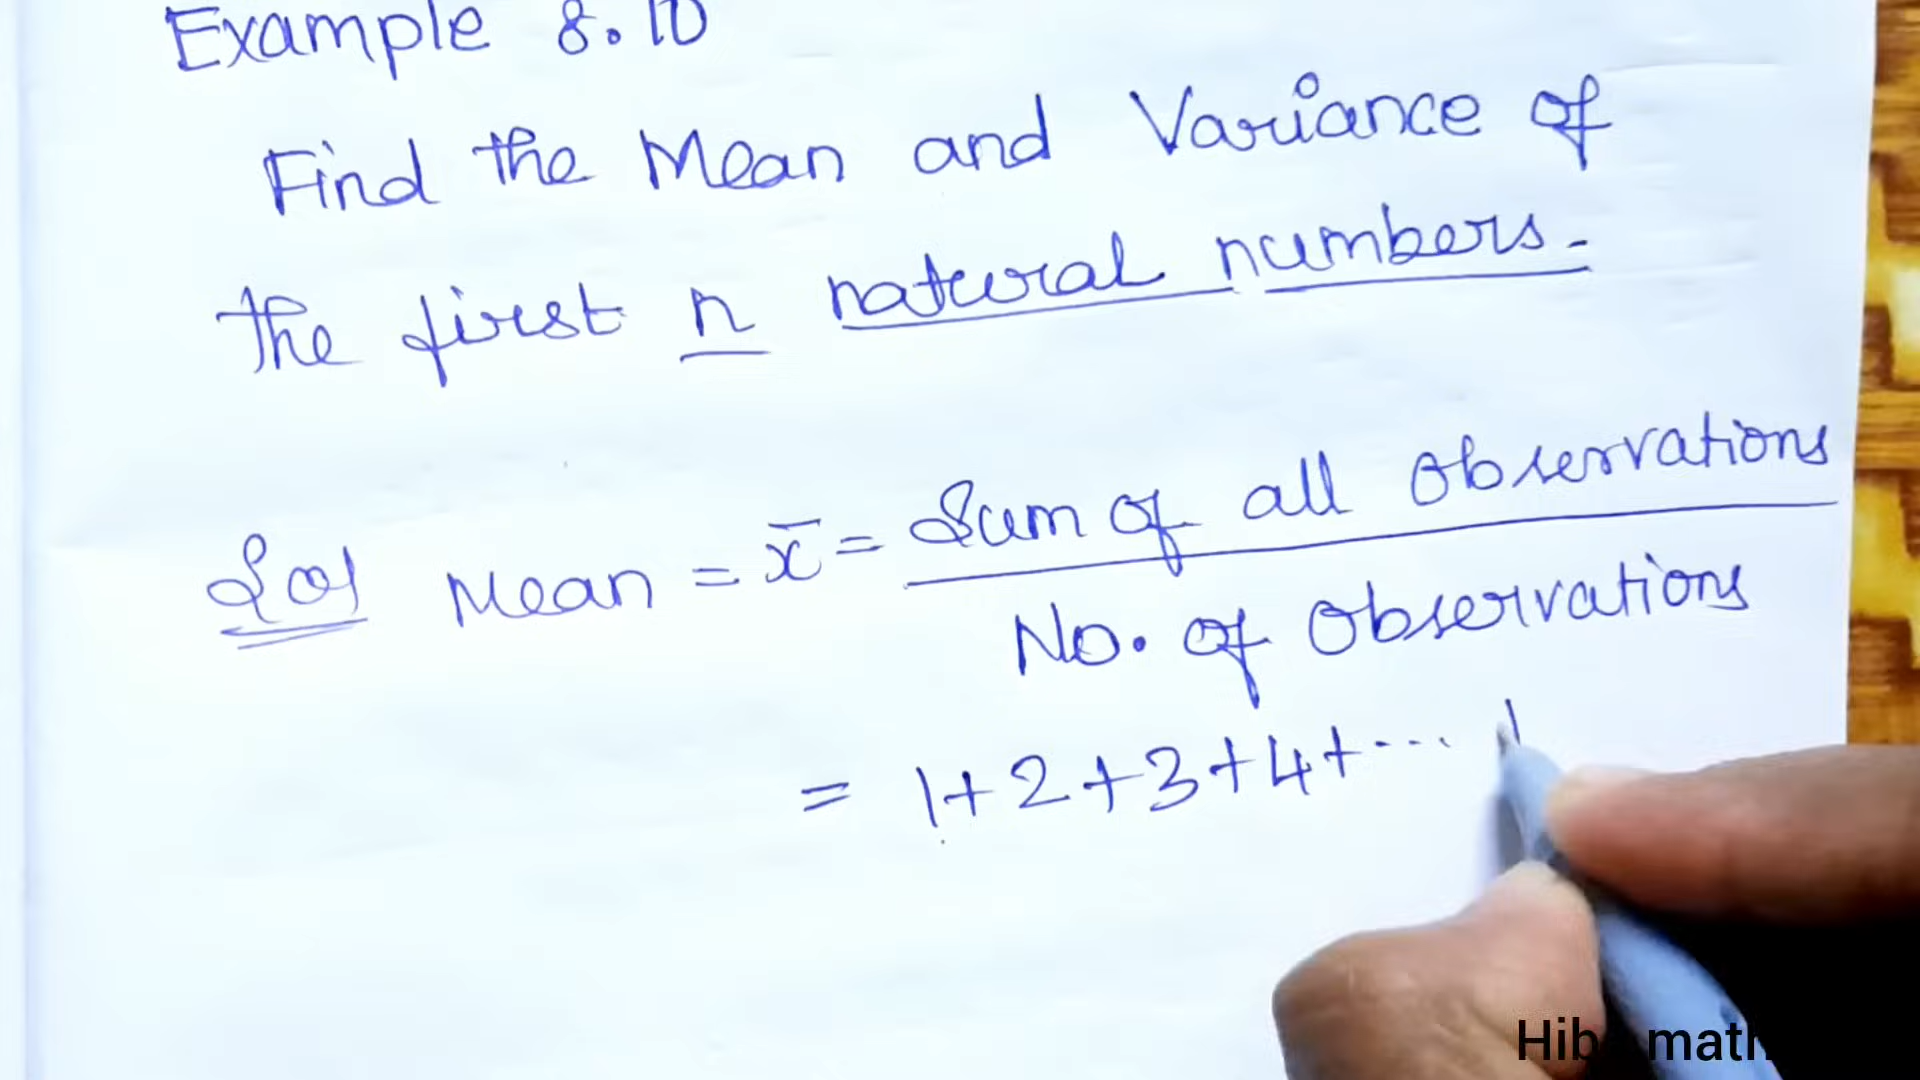 Example 8.10
Find the Mean and Variance of
the first n natural numbers.
Sol Mean = x̄ = Sum of all observations
No. of observations
= 1+2+3+4+...
Hib math